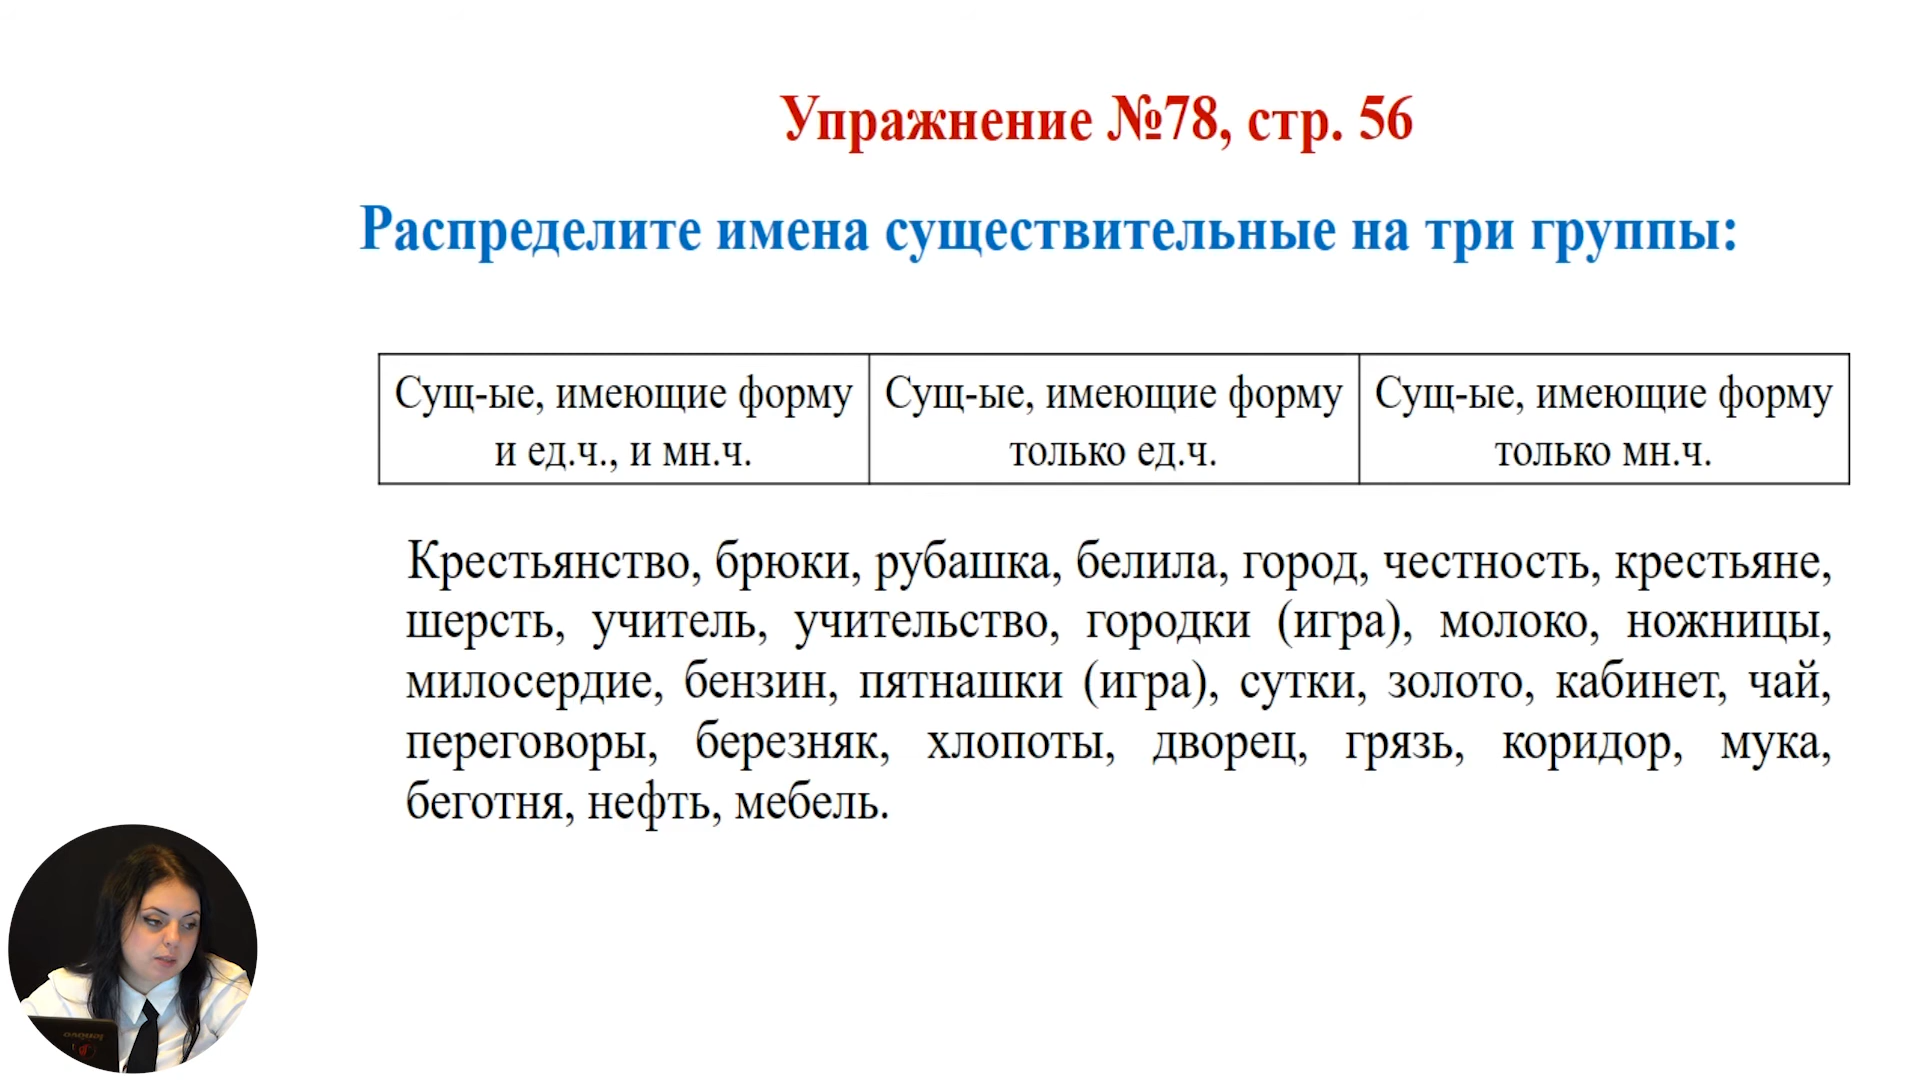 Упражнение №78, стр. 56
Распределите имена существительные на три группы:
Сущ-ые, имеющие форму
и ед.ч., и мн.ч.
Сущ-ые, имеющие форму
только ед.ч.
Сущ-ые, имеющие форму
только мн.ч.
Крестьянство, брюки, рубашка, белила, город, честность, крестьяне,
шерсть, учитель, учительство, городки (игра), молоко, ножницы,
милосердие, бензин, пятнашки (игра), сутки, золото, кабинет, чай,
переговоры, березняк, хлопоты, дворец, грязь, коридор, мука,
беготня, нефть, мебель.
lenovo